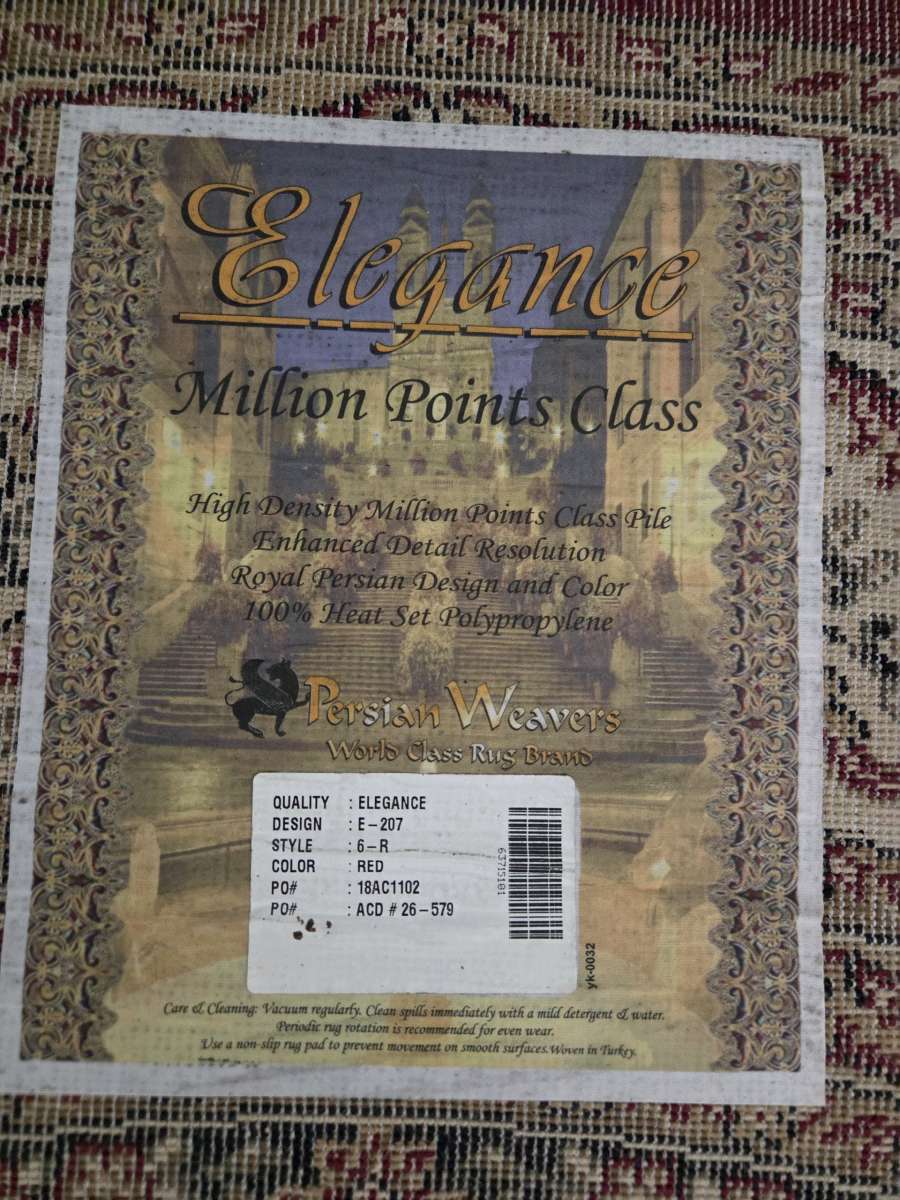 Elegance
Million Points Class
High Density Million Points Class Pile
Enhanced Detail Resolution
Royal Persian Design and Color
100% Heat Set Polypropylene
Persian Weavers
World Class Rug Brand
QUALITY : ELEGANCE
DESIGN : E-207
STYLE : 6-R
COLOR : RED
PO# : 18AC1102
PO# : ACD # 26-579
63715181
yk-0032
Care & Cleaning: Vacuum regularly. Clean spills immediately with a mild detergent & water.
Periodic rug rotation is recommended for even wear.
Use a non-slip rug pad to prevent movement on smooth surfaces. Woven in Turkey.